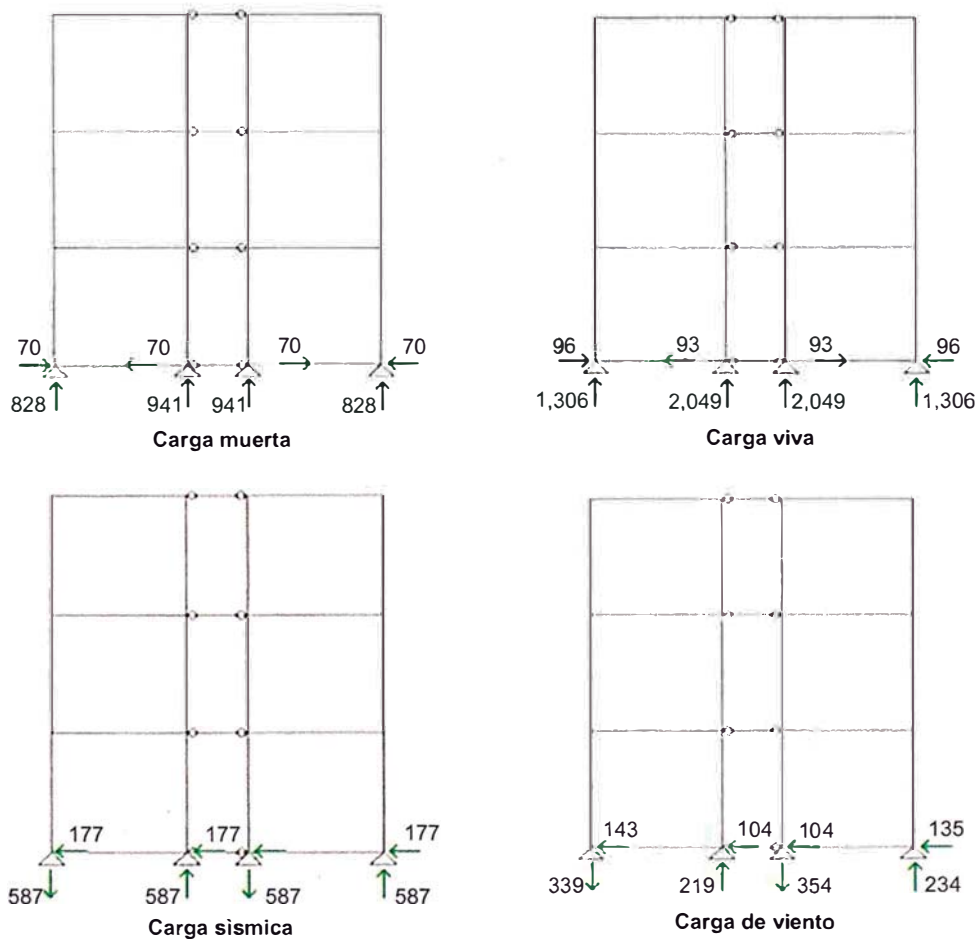 70 70 70 70
828 941 941 828
Carga muerta
96 93 93 96
1,306 2,049 2,049 1,306
Carga viva
177 177 177
587 587 587 587
Carga sìsmica
143 104 104 135
339 219 354 234
Carga de viento